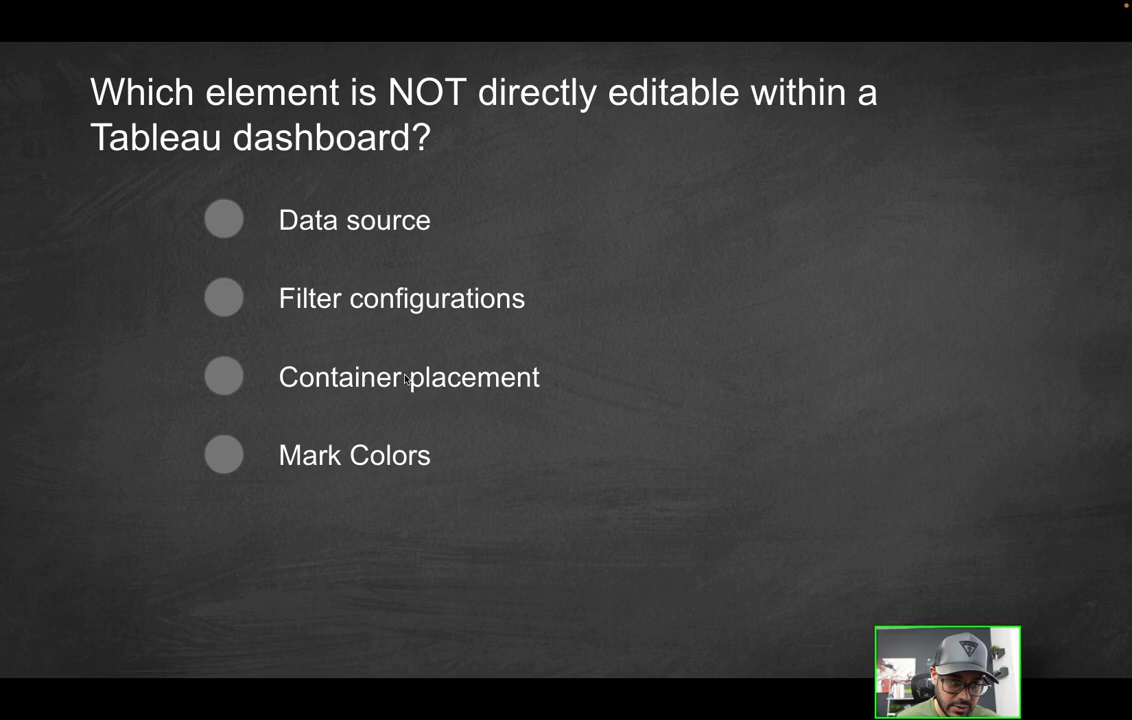 Which element is NOT directly editable within a
Tableau dashboard?
Data source
Filter configurations
Container placement
Mark Colors